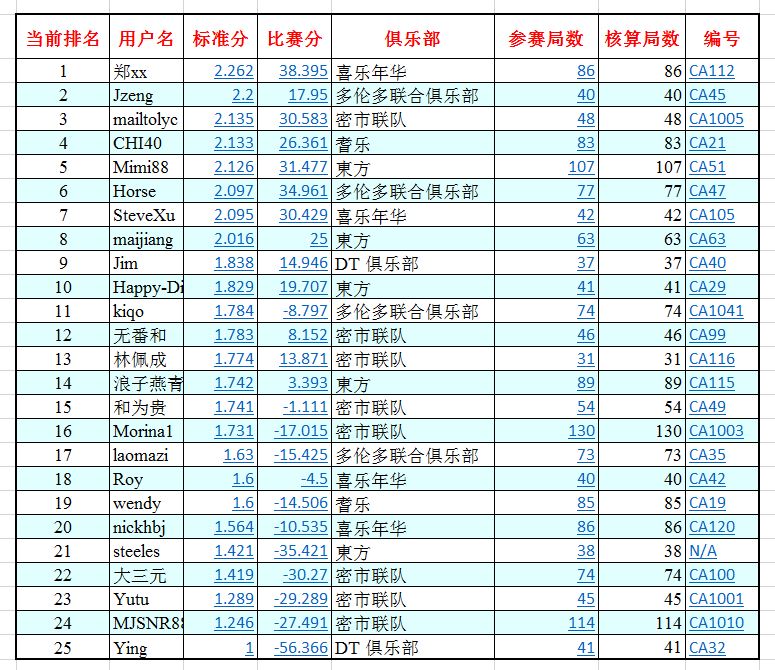 当前排名 用户名 标准分 比赛分 俱乐部 参赛局数 核算局数 编号
1 郑xx 2.262 38.395 喜乐年华 86 86 CA112
2 Jzeng 2.2 17.95 多伦多联合俱乐部 40 40 CA45
3 mailtolyc 2.135 30.583 密市联队 48 48 CA1005
4 CHI40 2.133 26.361 耆乐 83 83 CA21
5 Mimi88 2.126 31.477 東方 107 107 CA51
6 Horse 2.097 34.961 多伦多联合俱乐部 77 77 CA47
7 SteveXu 2.095 30.429 喜乐年华 42 42 CA105
8 maijiang 2.016 25 東方 63 63 CA63
9 Jim 1.838 14.946 DT 俱乐部 37 37 CA40
10 Happy-Di 1.829 19.707 東方 41 41 CA29
11 kiqo 1.784 -8.797 多伦多联合俱乐部 74 74 CA1041
12 无番和 1.783 8.152 密市联队 46 46 CA99
13 林佩成 1.774 13.871 密市联队 31 31 CA116
14 浪子燕青 1.742 3.393 東方 89 89 CA115
15 和为贵 1.741 -1.111 密市联队 54 54 CA49
16 Morina1 1.731 -17.015 密市联队 130 130 CA1003
17 laomazi 1.63 -15.425 多伦多联合俱乐部 73 73 CA35
18 Roy 1.6 -4.5 喜乐年华 40 40 CA42
19 wendy 1.6 -14.506 耆乐 85 85 CA19
20 nickhbj 1.564 -10.535 喜乐年华 86 86 CA120
21 steeles 1.421 -35.421 東方 38 38 N/A
22 大三元 1.419 -30.27 密市联队 74 74 CA100
23 Yutu 1.289 -29.289 密市联队 45 45 CA1001
24 MJSNR88 1.246 -27.491 密市联队 114 114 CA1010
25 Ying 1 -56.366 DT 俱乐部 41 41 CA32